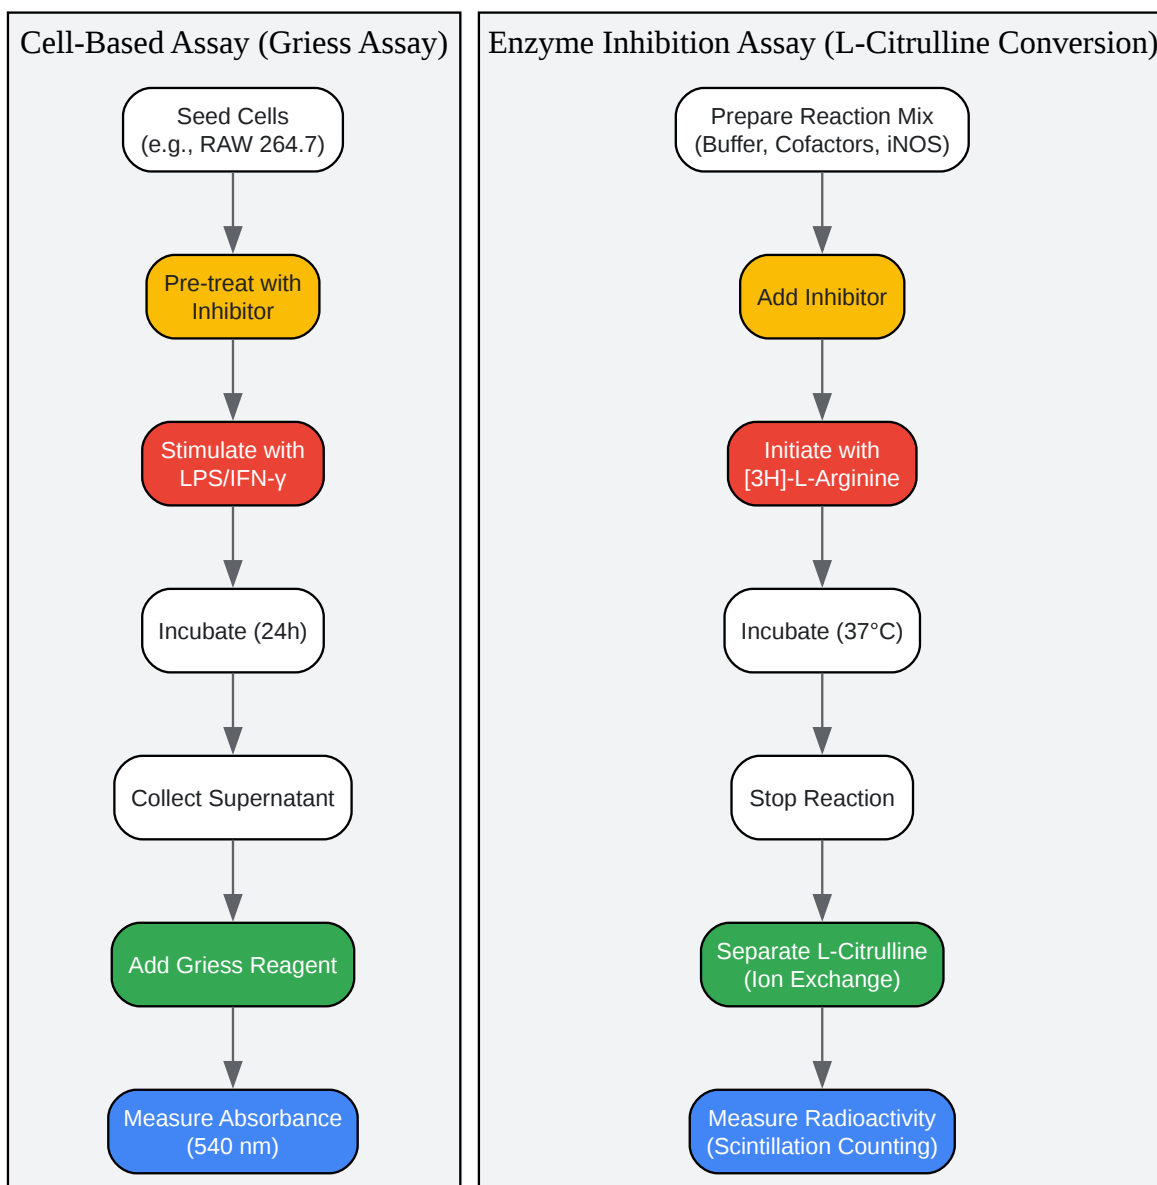 Cell-Based Assay (Griess Assay)
Seed Cells
(e.g., RAW 264.7)
Pre-treat with
Inhibitor
Stimulate with
LPS/IFN-γ
Incubate (24h)
Collect Supernatant
Add Griess Reagent
Measure Absorbance
(540 nm)
Enzyme Inhibition Assay (L-Citrulline Conversion)
Prepare Reaction Mix
(Buffer, Cofactors, iNOS)
Add Inhibitor
Initiate with
[3H]-L-Arginine
Incubate (37°C)
Stop Reaction
Separate L-Citrulline
(Ion Exchange)
Measure Radioactivity
(Scintillation Counting)